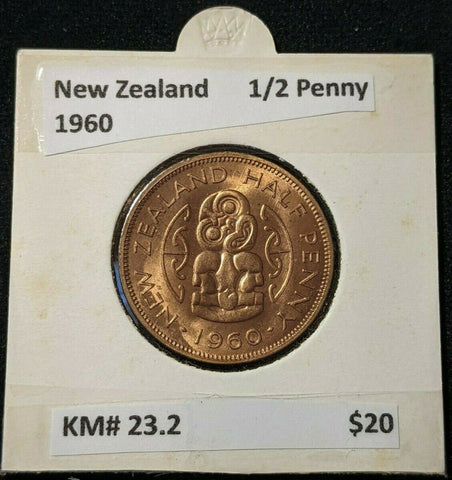 New Zealand 1/2 Penny
1960
NEW ZEALAND HALF PENNY
· 1960 ·
KM# 23.2 $20